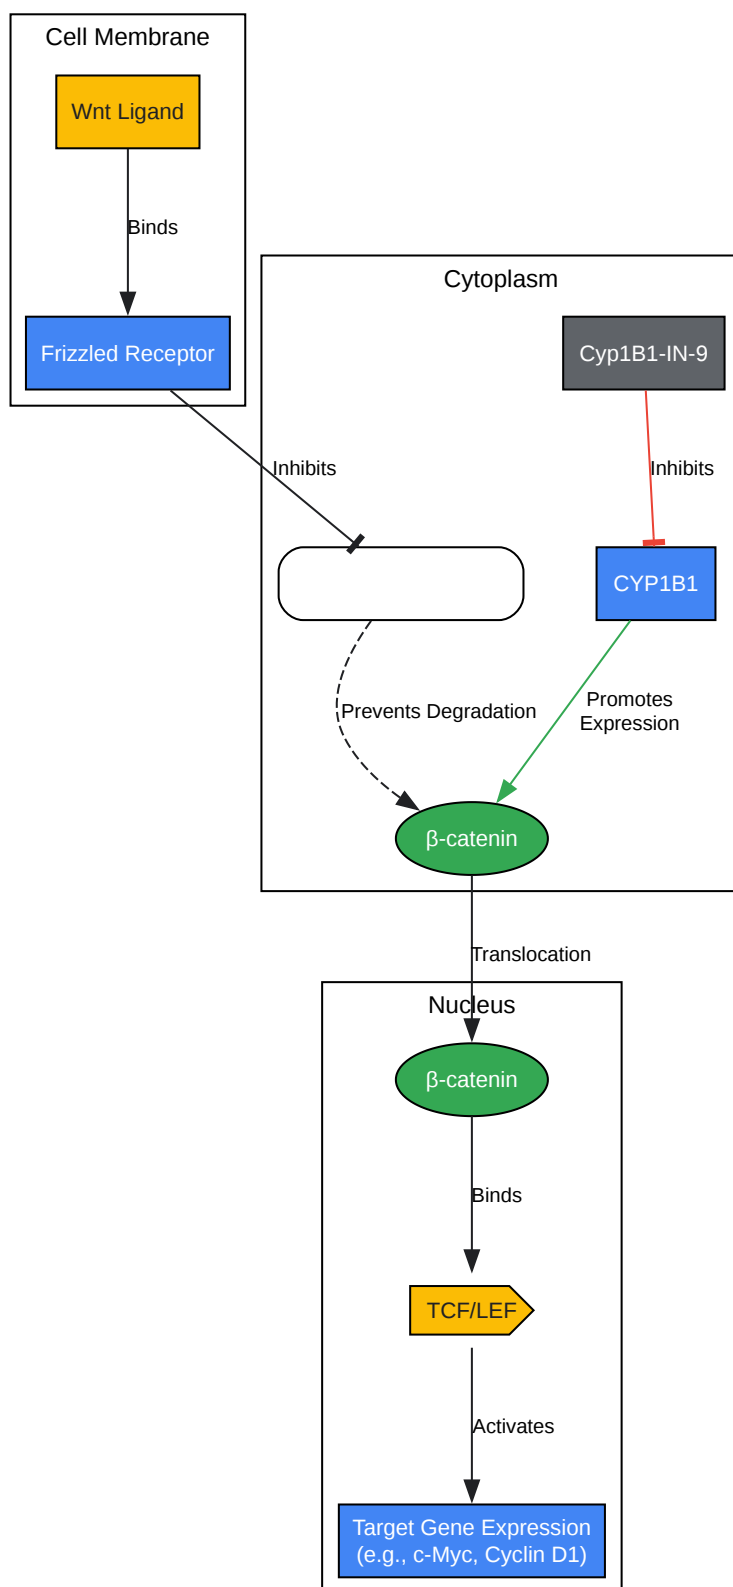 Cell Membrane
Wnt Ligand
Binds
Frizzled Receptor
Inhibits
Cytoplasm
Cyp1B1-IN-9
Inhibits
CYP1B1
Prevents Degradation
Promotes
Expression
β-catenin
Translocation
Nucleus
β-catenin
Binds
TCF/LEF
Activates
Target Gene Expression
(e.g., c-Myc, Cyclin D1)